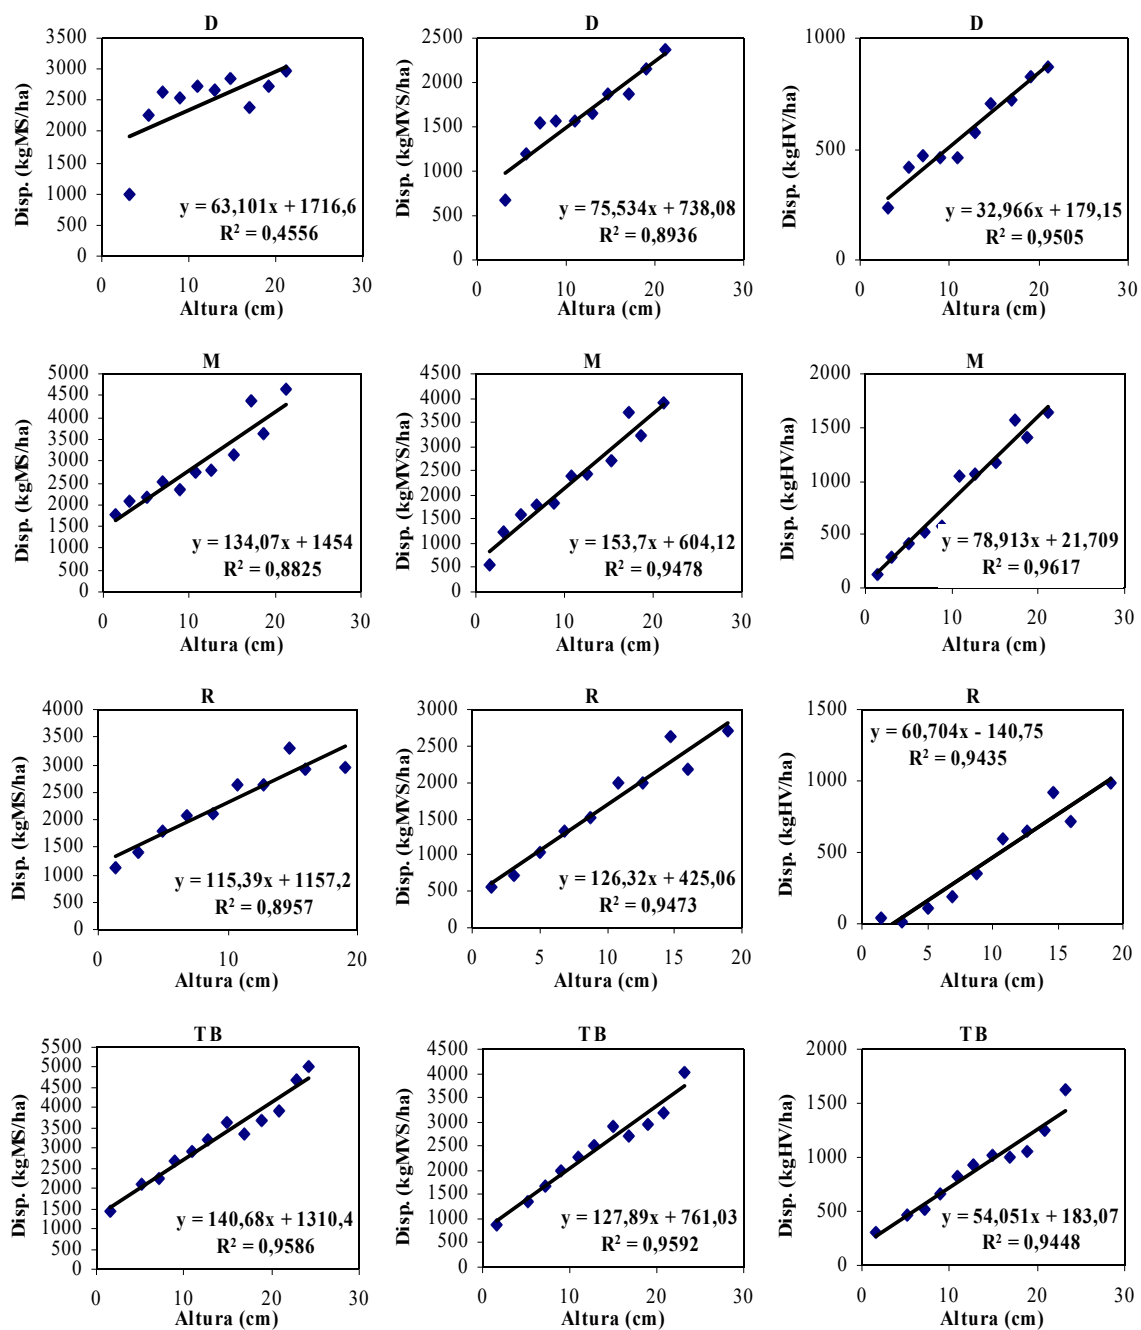 D
Disp. (kgMS/ha)
3500
3000
2500
2000
1500
1000
500
0
y = 63,101x + 1716,6
R² = 0,4556
0 10 20 30
Altura (cm)
D
Disp. (kgMVS/ha)
2500
2000
1500
1000
500
0
y = 75,534x + 738,08
R² = 0,8936
0 10 20 30
Altura (cm)
D
Disp. (kgHV/ha)
1000
500
0
y = 32,966x + 179,15
R² = 0,9505
0 10 20 30
Altura (cm)
M
Disp. (kgMS/ha)
5000
4500
4000
3500
3000
2500
2000
1500
1000
500
0
y = 134,07x + 1454
R² = 0,8825
0 10 20 30
Altura (cm)
M
Disp. (kgMVS/ha)
4500
4000
3500
3000
2500
2000
1500
1000
500
0
y = 153,7x + 604,12
R² = 0,9478
0 10 20 30
Altura (cm)
M
Disp. (kgHV/ha)
2000
1500
1000
500
0
y = 78,913x + 21,709
R² = 0,9617
0 10 20 30
Altura (cm)
R
Disp. (kgMS/ha)
4000
3500
3000
2500
2000
1500
1000
500
0
y = 115,39x + 1157,2
R² = 0,8957
0 10 20
Altura (cm)
R
Disp. (kgMVS/ha)
3000
2500
2000
1500
1000
500
0
y = 126,32x + 425,06
R² = 0,9473
0 5 10 15 20
Altura (cm)
R
Disp. (kgHV/ha)
1500
1000
500
0
y = 60,704x - 140,75
R² = 0,9435
0 5 10 15 20
Altura (cm)
TB
Disp. (kgMS/ha)
5500
5000
4500
4000
3500
3000
2500
2000
1500
1000
500
0
y = 140,68x + 1310,4
R² = 0,9586
0 10 20 30
Altura (cm)
TB
Disp. (kgMVS/ha)
4500
4000
3500
3000
2500
2000
1500
1000
500
0
y = 127,89x + 761,03
R² = 0,9592
0 10 20 30
Altura (cm)
TB
Disp. (kgHV/ha)
2000
1500
1000
500
0
y = 54,051x + 183,07
R² = 0,9448
0 10 20 30
Altura (cm)